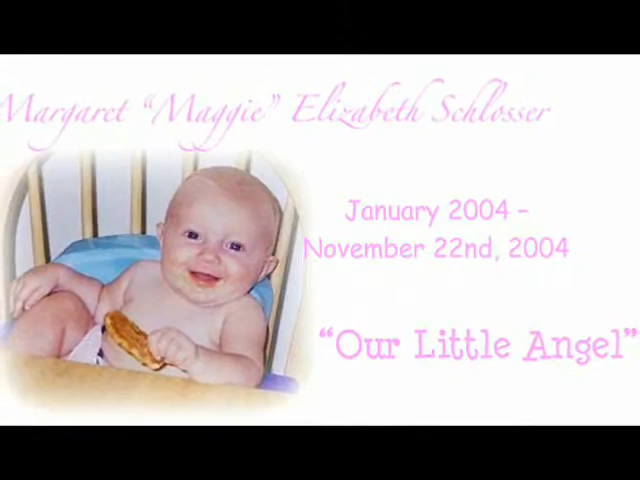 Margaret “Maggie” Elizabeth Schlosser
January 2004 –
November 22nd, 2004
“Our Little Angel”